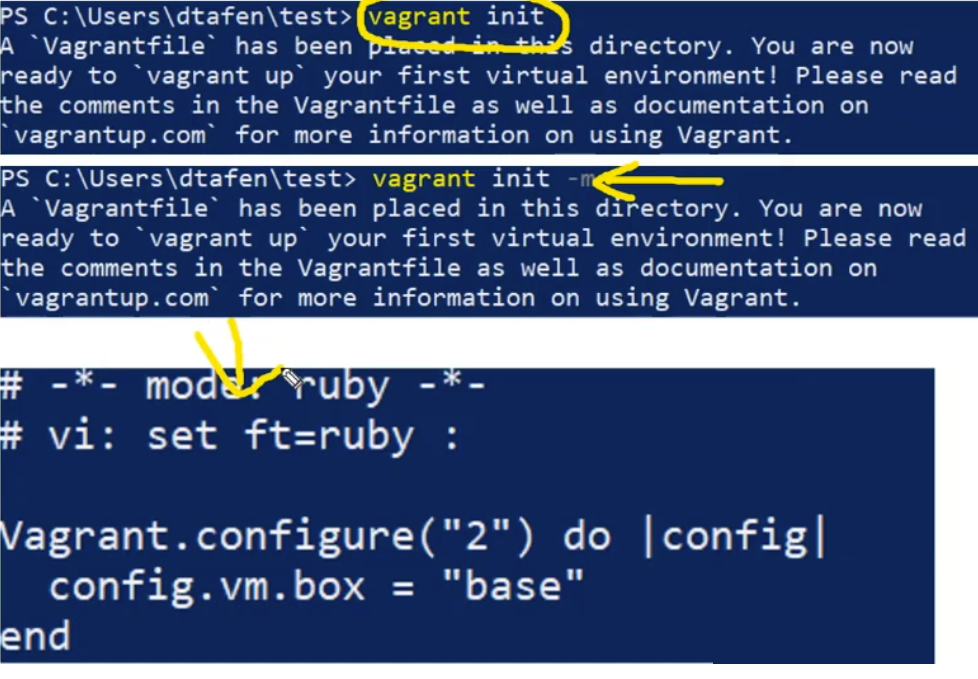 PS C:\Users\dtafen\test> vagrant init
A `Vagrantfile` has been placed in this directory. You are now
ready to `vagrant up` your first virtual environment! Please read
the comments in the Vagrantfile as well as documentation on
`vagrantup.com` for more information on using Vagrant.
PS C:\Users\dtafen\test> vagrant init -m
A `Vagrantfile` has been placed in this directory. You are now
ready to `vagrant up` your first virtual environment! Please read
the comments in the Vagrantfile as well as documentation on
`vagrantup.com` for more information on using Vagrant.
# -*- mode: ruby -*-
# vi: set ft=ruby :
Vagrant.configure("2") do |config|
  config.vm.box = "base"
end